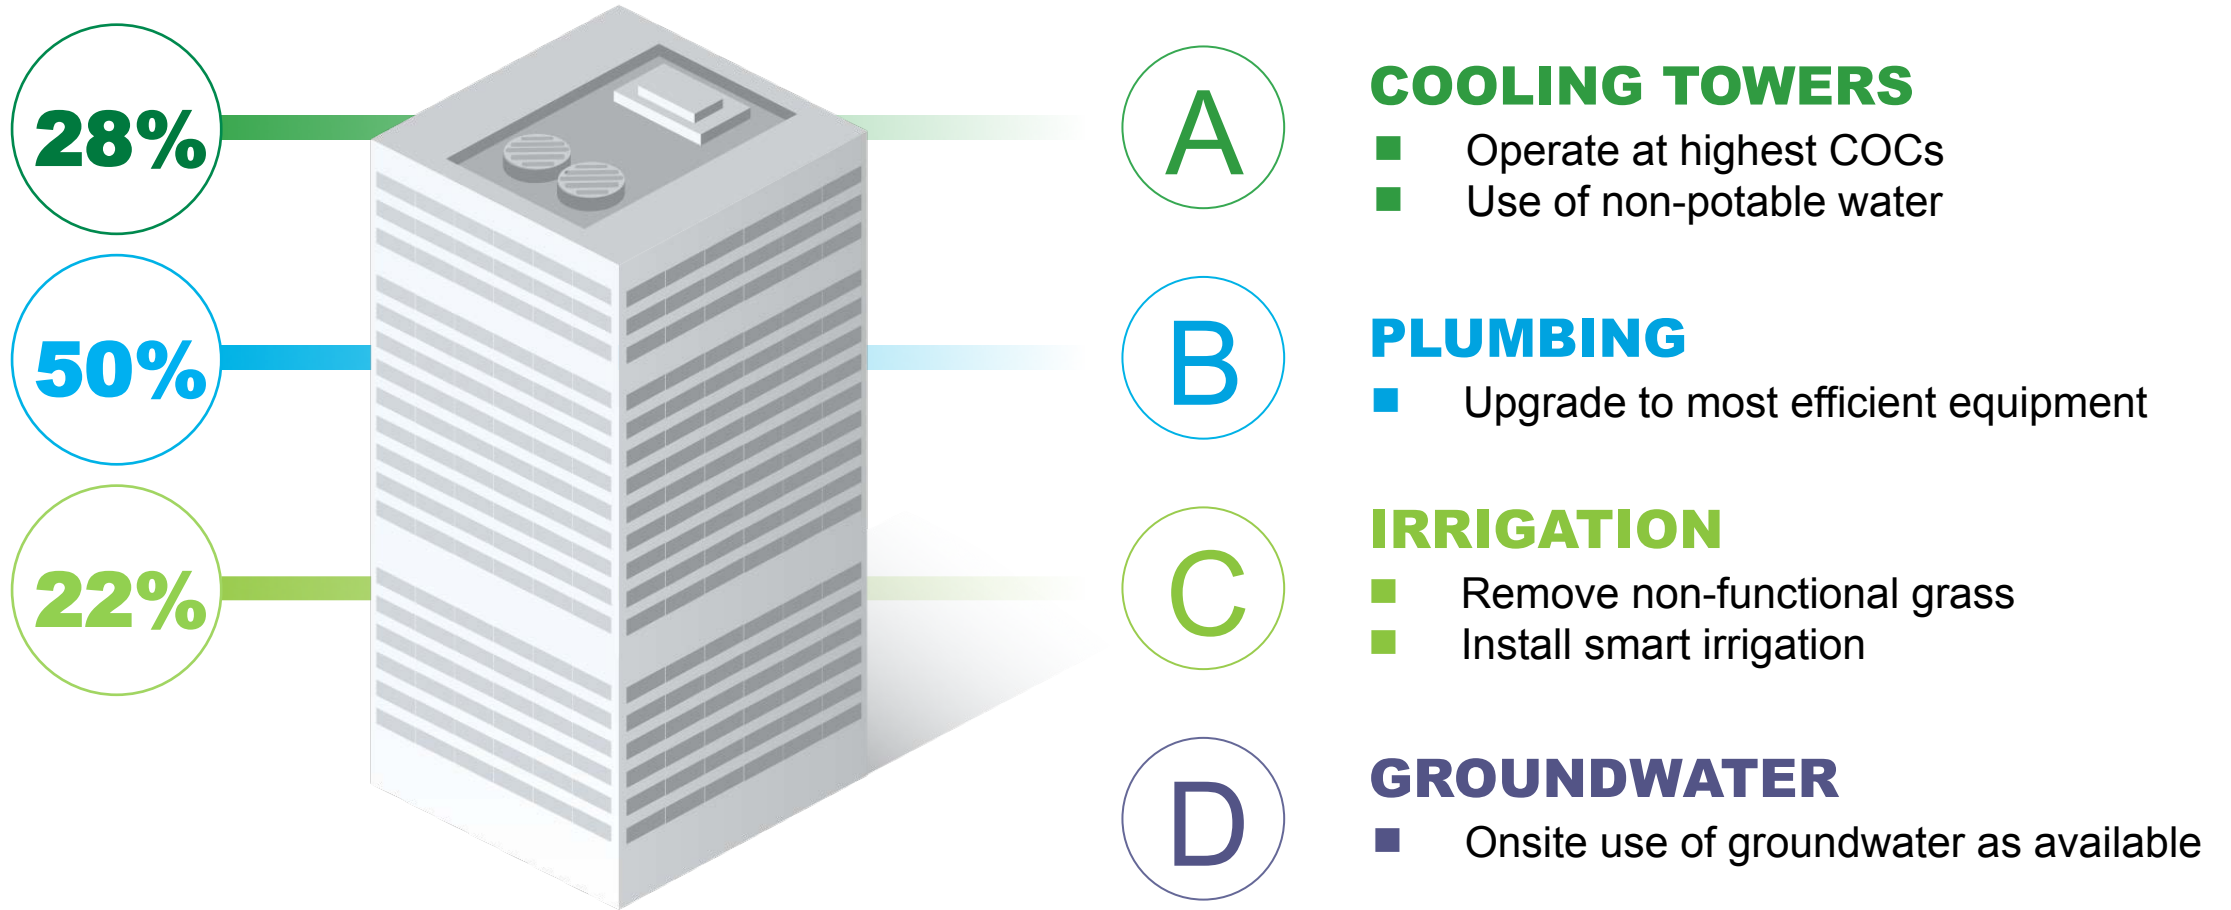 28%
50%
22%
A
COOLING TOWERS
Operate at highest COCs
Use of non-potable water
B
PLUMBING
Upgrade to most efficient equipment
C
IRRIGATION
Remove non-functional grass
Install smart irrigation
D
GROUNDWATER
Onsite use of groundwater as available